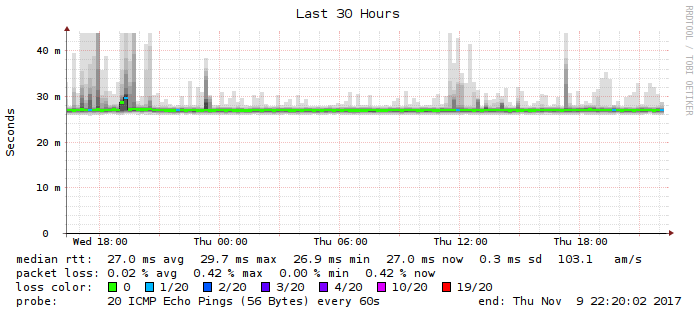 Last 30 Hours
RRDTOOL / TOBI OETIKER
Seconds
40 m
30 m
20 m
10 m
0
Wed 18:00 Thu 00:00 Thu 06:00 Thu 12:00 Thu 18:00
median rtt: 27.0 ms avg 29.7 ms max 26.9 ms min 27.0 ms now 0.3 ms sd 103.1 am/s
packet loss: 0.02 % avg 0.42 % max 0.00 % min 0.42 % now
loss color: 0 1/20 2/20 3/20 4/20 10/20 19/20
probe: 20 ICMP Echo Pings (56 Bytes) every 60s end: Thu Nov 9 22:20:02 2017